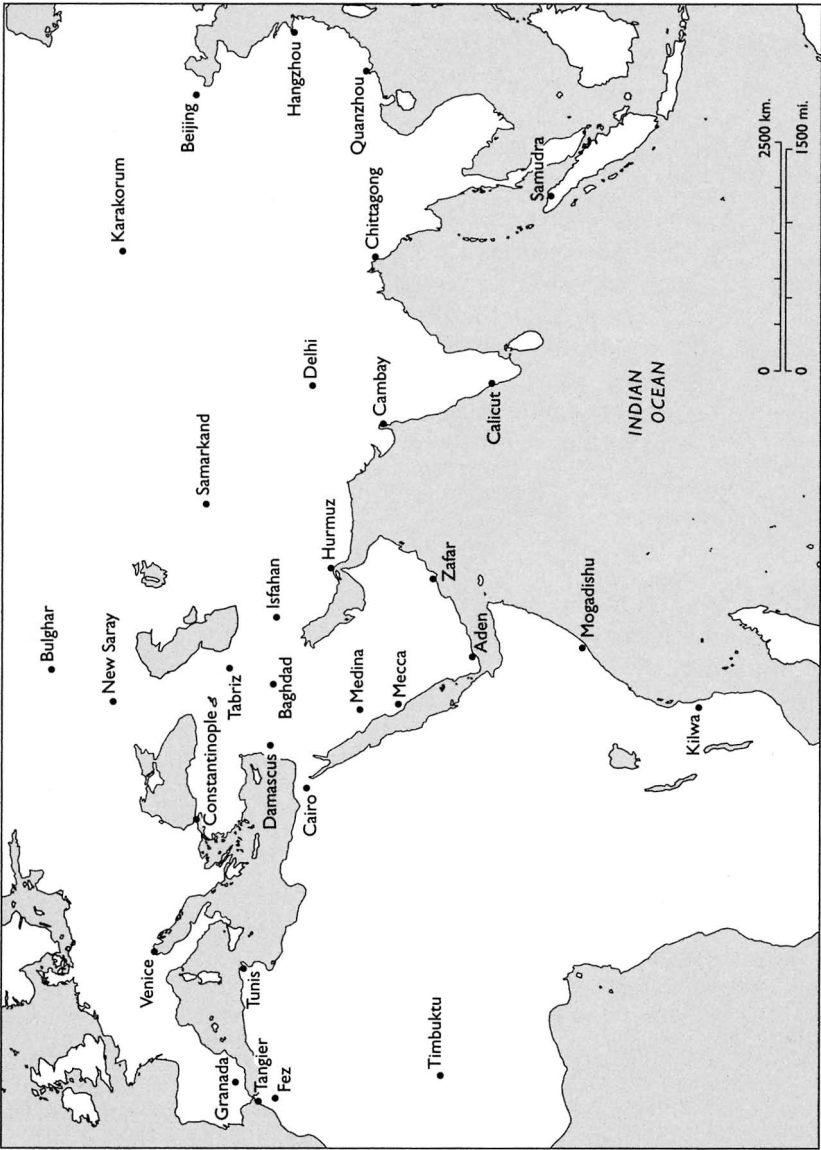 Bulghar
Karakorum
New Saray
Beijing
Venice
Constantinople
Samarkand
Tabriz
Granada
Tunis
Damascus
Baghdad
Isfahan
Hangzhou
Tangier
Fez
Cairo
Hurmuz
Delhi
Medina
Quanzhou
Mecca
Cambay
Chittagong
Timbuktu
Zafar
Aden
Calicut
Samudra
Mogadishu
INDIAN
OCEAN
Kilwa
0 2500 km.
0 1500 mi.